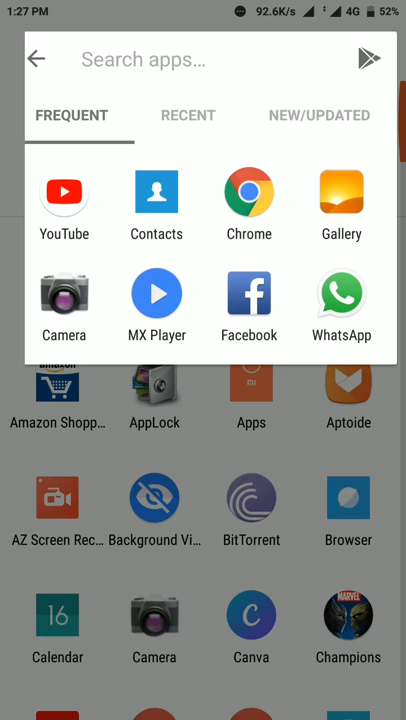 1:27 PM 92.6K/s 4G 52%
Search apps...
FREQUENT RECENT NEW/UPDATED
YouTube Contacts Chrome Gallery
Camera MX Player Facebook WhatsApp
amazon
Amazon Shopp... AppLock Apps Aptoide
AZ Screen Rec... Background Vi... BitTorrent Browser
16
MARVEL
Calendar Camera Canva Champions